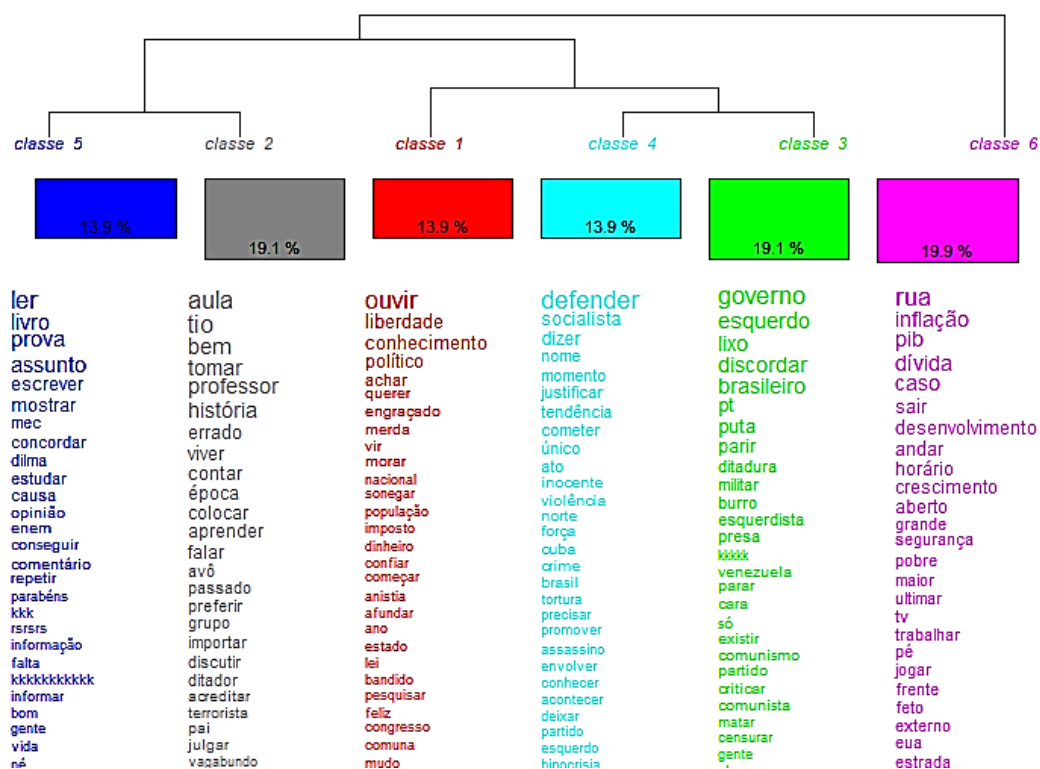 classe 5
classe 2
classe 1
classe 4
classe 3
classe 6
13.9 %
19.1 %
13.9 %
13.9 %
19.1 %
19.9 %
ler
livro
prova
assunto
escrever
mostrar
mec
concordar
dilma
estudar
causa
opinião
enem
conseguir
comentário
repetir
parabéns
kkk
rsrsrs
informação
falta
kkkkkkkkkkk
informar
bom
gente
vida
né
aula
tio
bem
tomar
professor
história
errado
viver
contar
época
colocar
aprender
falar
avô
passado
preferir
grupo
importar
discutir
ditador
acreditar
terrorista
pai
julgar
vagabundo
ouvir
liberdade
conhecimento
político
achar
querer
engraçado
merda
vir
morar
nacional
sonegar
população
imposto
dinheiro
confiar
começar
anistia
afundar
ano
estado
lei
bandido
pesquisar
feliz
congresso
comuna
mudo
defender
socialista
dizer
nome
momento
justificar
tendência
cometer
único
ato
inocente
violência
norte
força
cuba
crime
brasil
tortura
precisar
promover
assassino
envolver
conhecer
acontecer
deixar
partido
esquerdo
hipocrisia
governo
esquerdo
lixo
discordar
brasileiro
pt
puta
parir
ditadura
militar
burro
esquerdista
presa
kkkkk
venezuela
parar
cara
só
existir
comunismo
partido
criticar
comunista
matar
censurar
gente
rua
inflação
pib
dívida
caso
sair
desenvolvimento
andar
horário
crescimento
aberto
grande
segurança
pobre
maior
ultimar
tv
trabalhar
pé
jogar
frente
feto
externo
eua
estrada